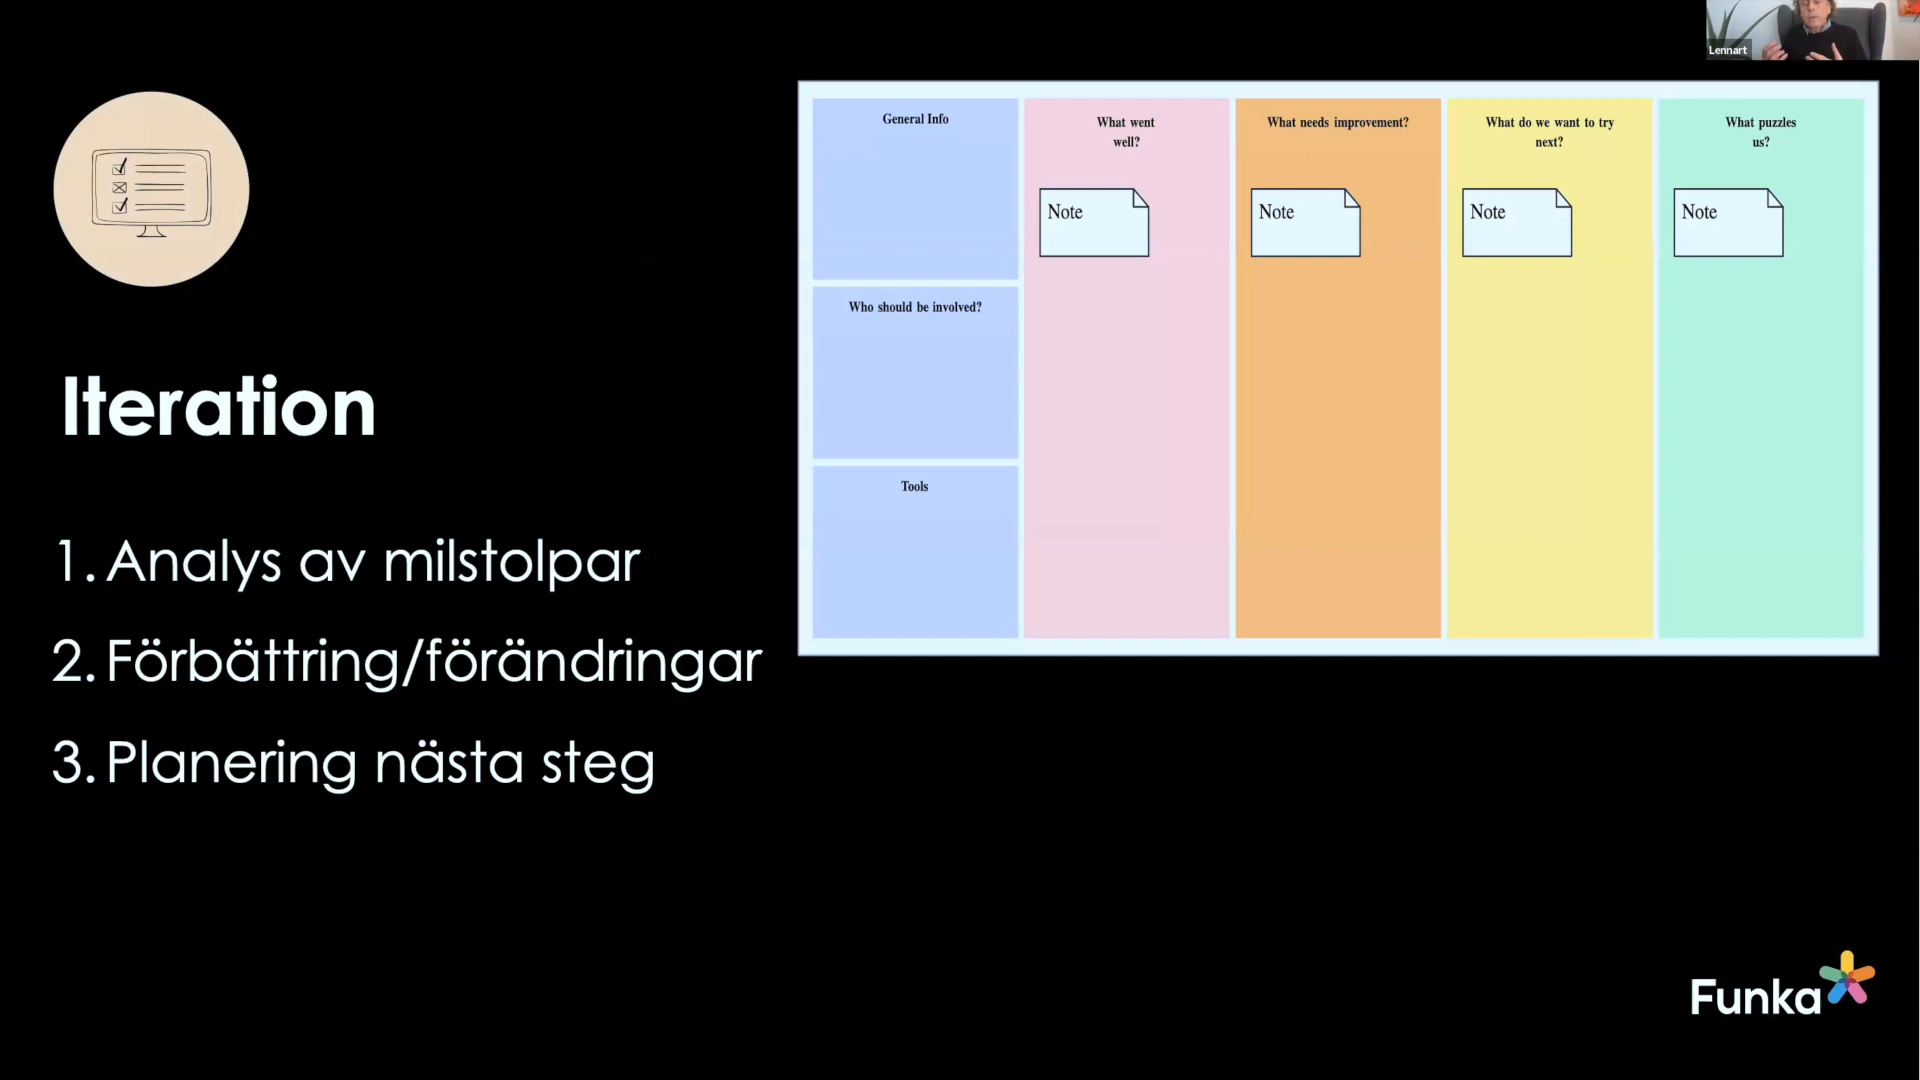 Lennart
Iteration
1. Analys av milstolpar
2. Förbättring/förändringar
3. Planering nästa steg
General Info
Who should be involved?
Tools
What went
well?
Note
What needs improvement?
Note
What do we want to try
next?
Note
What puzzles
us?
Note
Funka